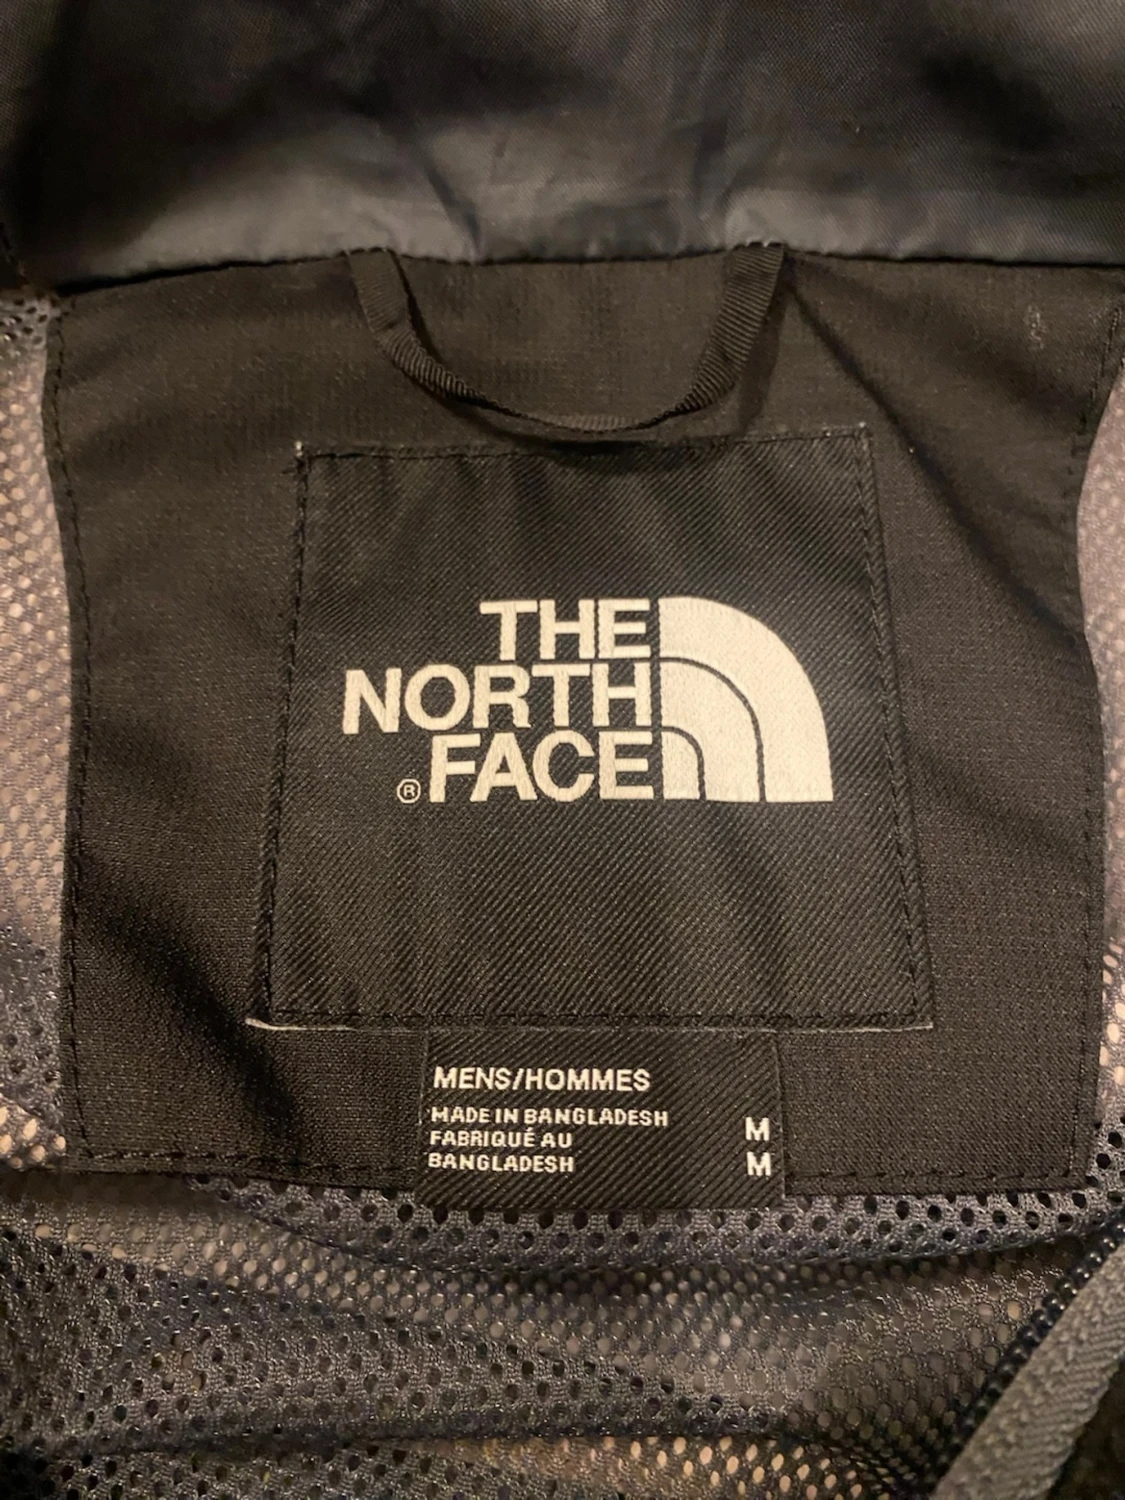 THE
NORTH
® FACE
MENS/HOMMES
MADE IN BANGLADESH M
FABRIQUÉ AU
BANGLADESH M